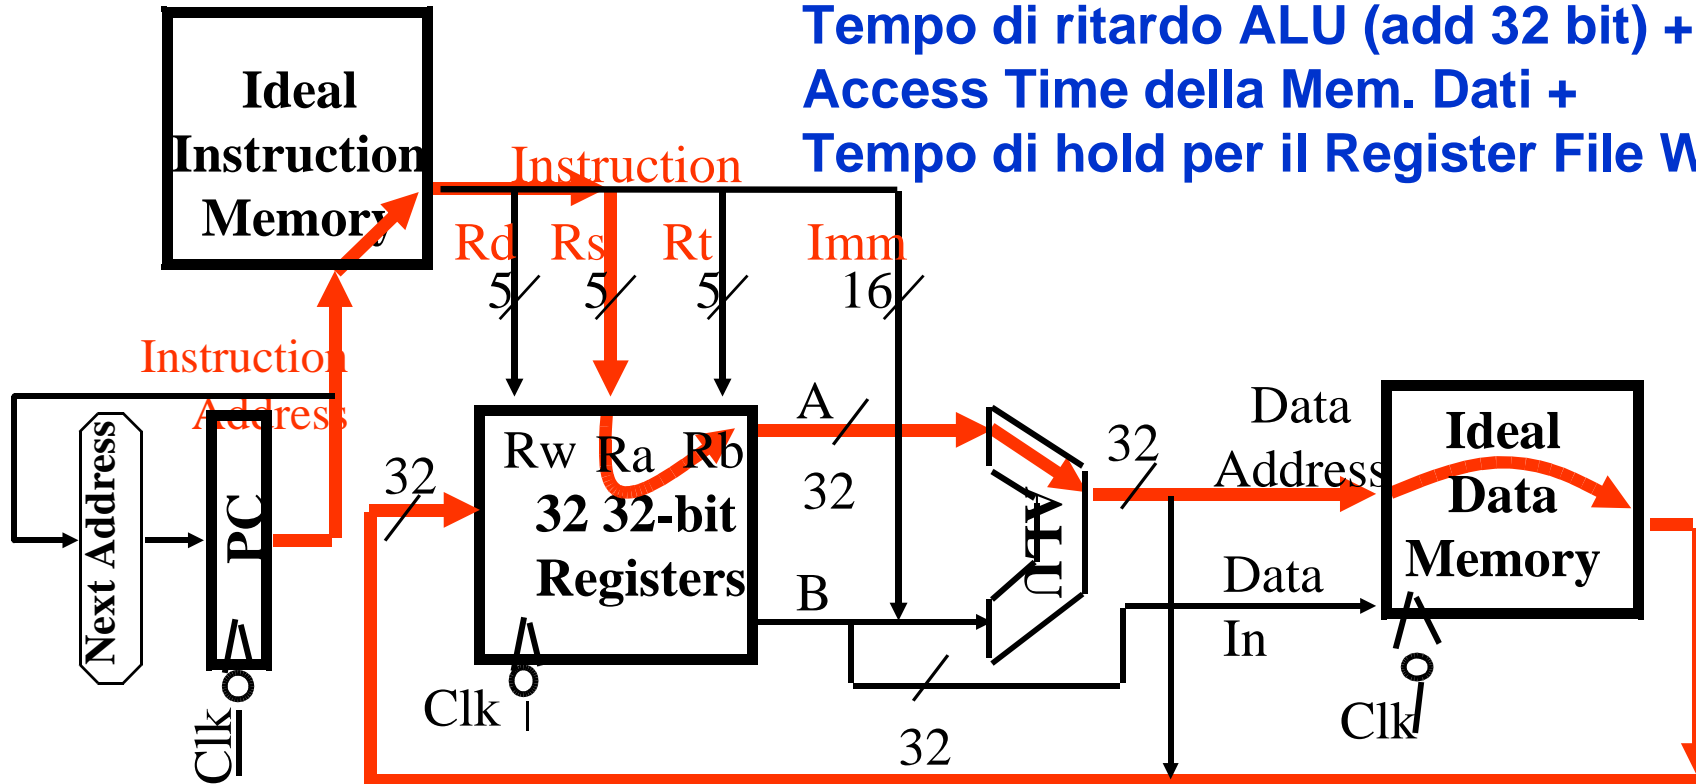 Tempo di ritardo ALU (add 32 bit) +
Access Time della Mem. Dati +
Tempo di hold per il Register File W
Ideal
Instruction
Memory
Instruction
Rd Rs Rt Imm
5 5 5 16
Instruction
Address
Next Address
PC
Clk
32
Rw Ra Rb
32 32-bit
Registers
Clk
A
32
B
32
ALU
32
Data
Address
Data
In
Ideal
Data
Memory
Clk